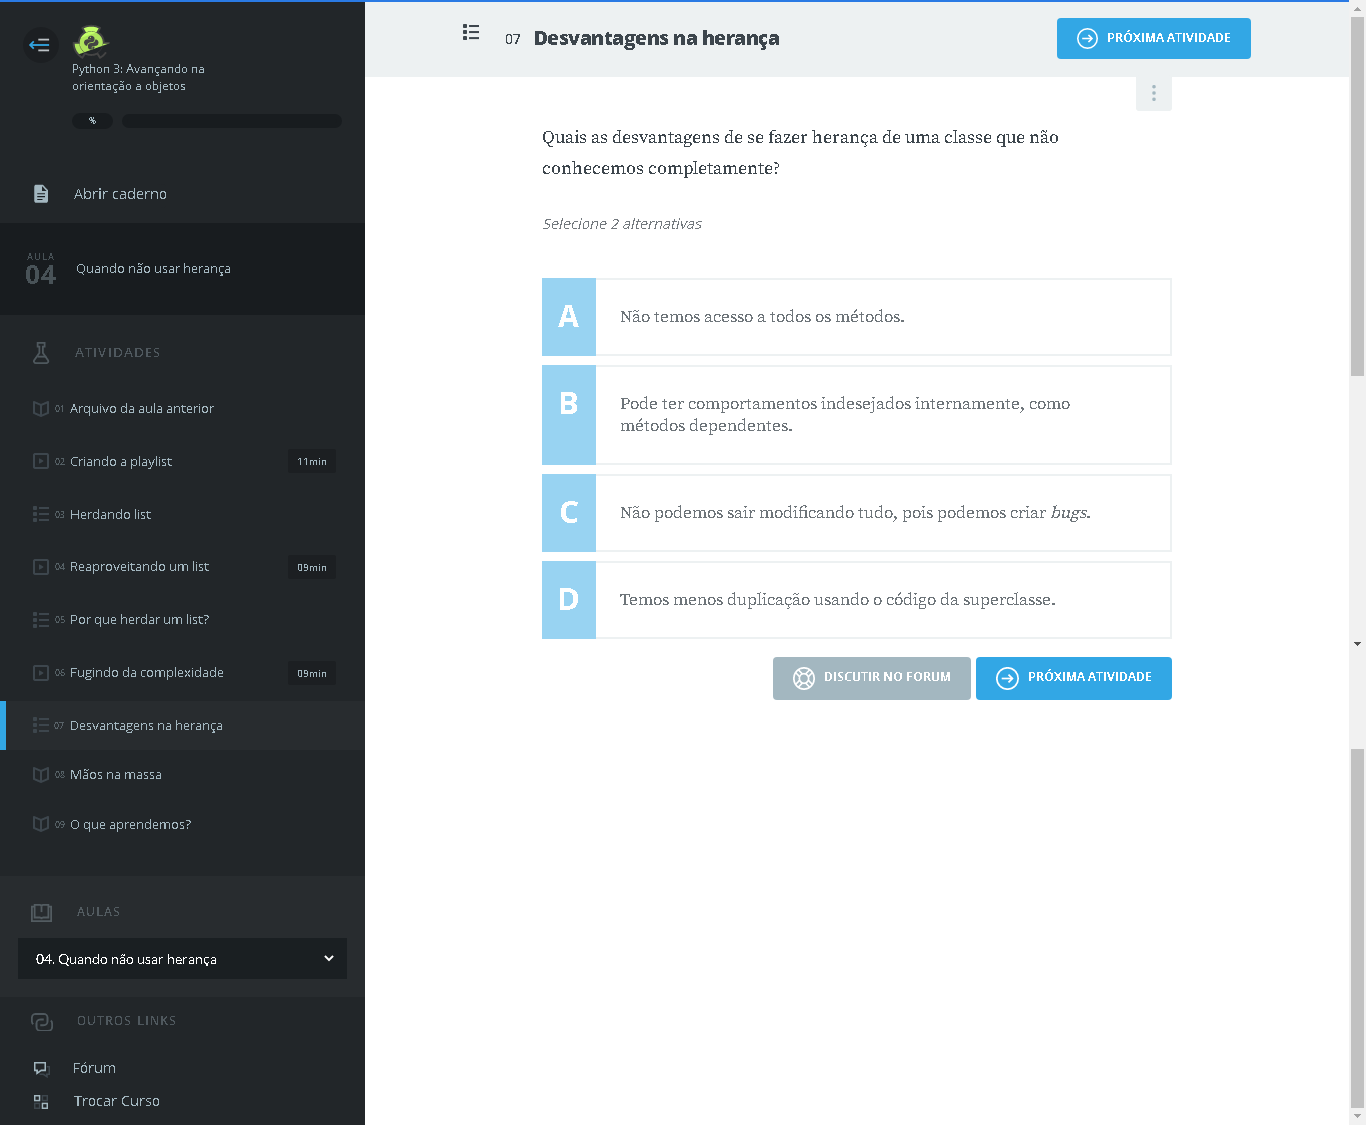 Python 3: Avançando na
orientação a objetos
%
Abrir caderno
AULA
04
Quando não usar herança
ATIVIDADES
01 Arquivo da aula anterior
02 Criando a playlist 11min
03 Herdando list
04 Reaproveitando um list 09min
05 Por que herdar um list?
06 Fugindo da complexidade 09min
07 Desvantagens na herança
08 Mãos na massa
09 O que aprendemos?
AULAS
04. Quando não usar herança
OUTROS LINKS
Fórum
Trocar Curso
07 Desvantagens na herança
PRÓXIMA ATIVIDADE
Quais as desvantagens de se fazer herança de uma classe que não
conhecemos completamente?
Selecione 2 alternativas
A Não temos acesso a todos os métodos.
B Pode ter comportamentos indesejados internamente, como
métodos dependentes.
C Não podemos sair modificando tudo, pois podemos criar bugs.
D Temos menos duplicação usando o código da superclasse.
DISCUTIR NO FORUM
PRÓXIMA ATIVIDADE